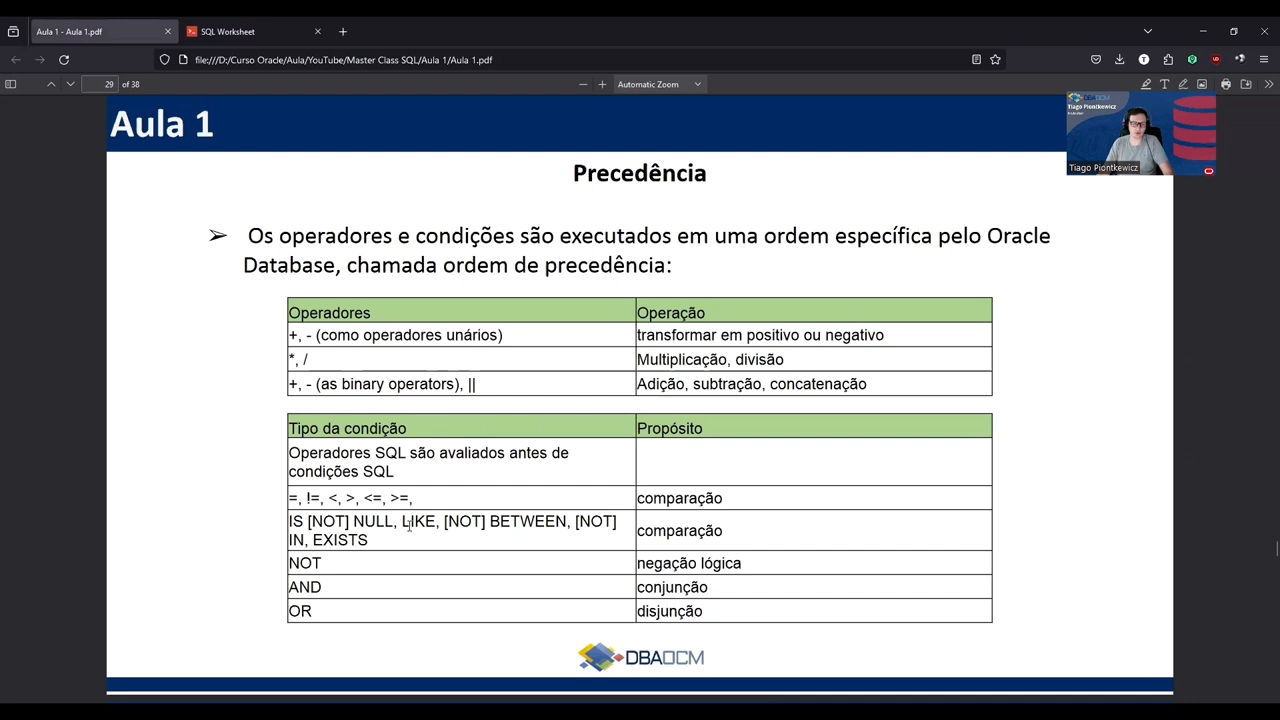 Aula 1 - Aula 1.pdf
SQL Worksheet
file:///D:/Curso Oracle/Aula/YouTube/Master Class SQL/Aula 1/Aula 1.pdf
29 of 38
Automatic Zoom
Aula 1
Tiago Piontkewicz
Tiago Piontkewicz
Precedência
➢ Os operadores e condições são executados em uma ordem específica pelo Oracle
Database, chamada ordem de precedência:
Operadores Operação
+, - (como operadores unários) transformar em positivo ou negativo
*, / Multiplicação, divisão
+, - (as binary operators), || Adição, subtração, concatenação
Tipo da condição Propósito
Operadores SQL são avaliados antes de
condições SQL
=, !=, <, >, <=, >=, comparação
IS [NOT] NULL, LIKE, [NOT] BETWEEN, [NOT]
IN, EXISTS comparação
NOT negação lógica
AND conjunção
OR disjunção
DBAOCM